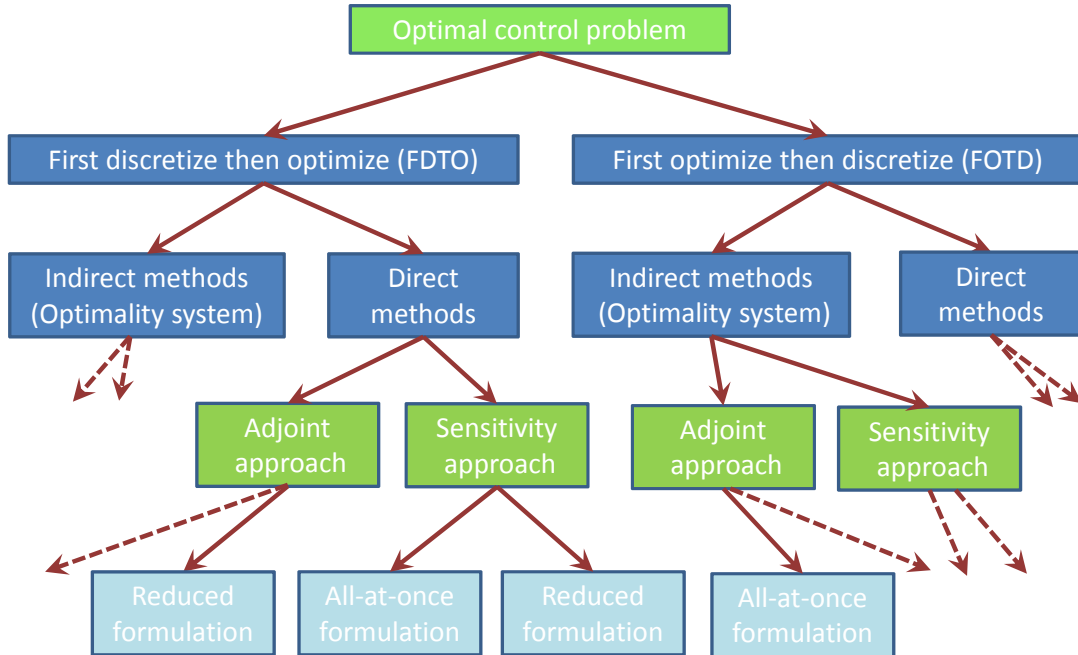 Optimal control problem
First discretize then optimize (FDTO)
First optimize then discretize (FOTD)
Indirect methods
(Optimality system)
Direct
methods
Indirect methods
(Optimality system)
Direct
methods
Adjoint
approach
Sensitivity
approach
Adjoint
approach
Sensitivity
approach
Reduced
formulation
All-at-once
formulation
Reduced
formulation
All-at-once
formulation